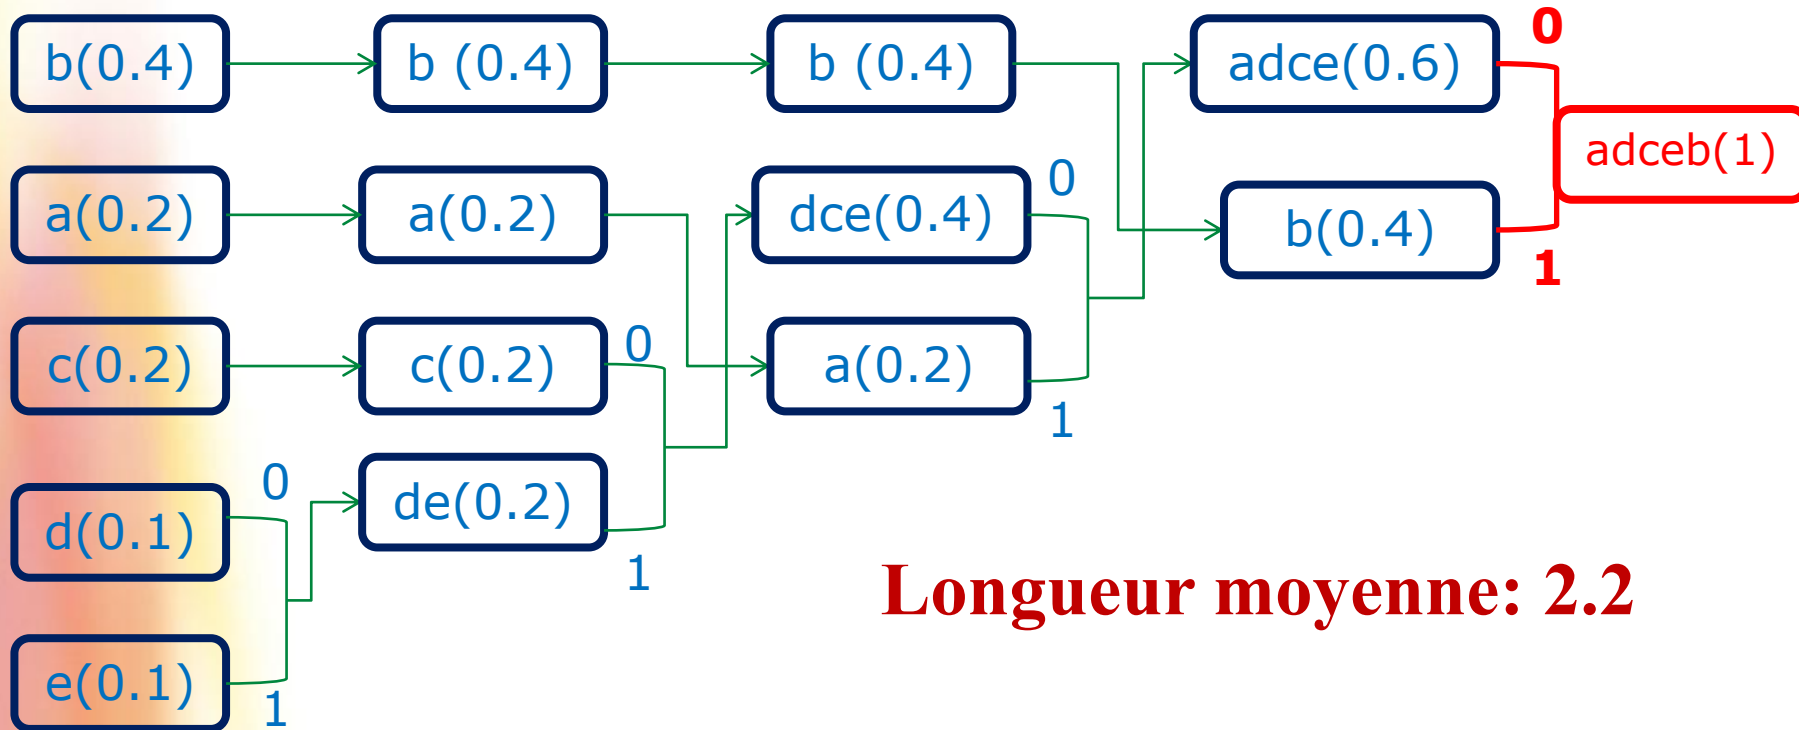 b(0.4) b (0.4) b (0.4) adce(0.6) 0
adceb(1)
a(0.2) a(0.2) dce(0.4) 0 b(0.4) 1
c(0.2) c(0.2) 0 a(0.2) 1
d(0.1) 0 de(0.2) 1
e(0.1) 1
Longueur moyenne: 2.2